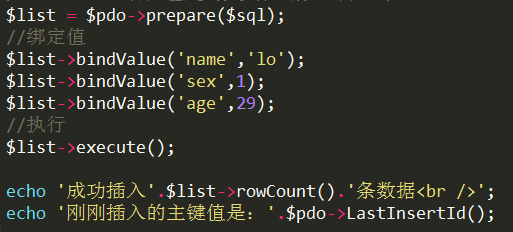 $list = $pdo->prepare($sql);
//绑定值
$list->bindValue('name','lo');
$list->bindValue('sex',1);
$list->bindValue('age',29);
//执行
$list->execute();
echo '成功插入'.$list->rowCount().'条数据<br />';
echo '刚刚插入的主键值是：'.$pdo->LastInsertId();